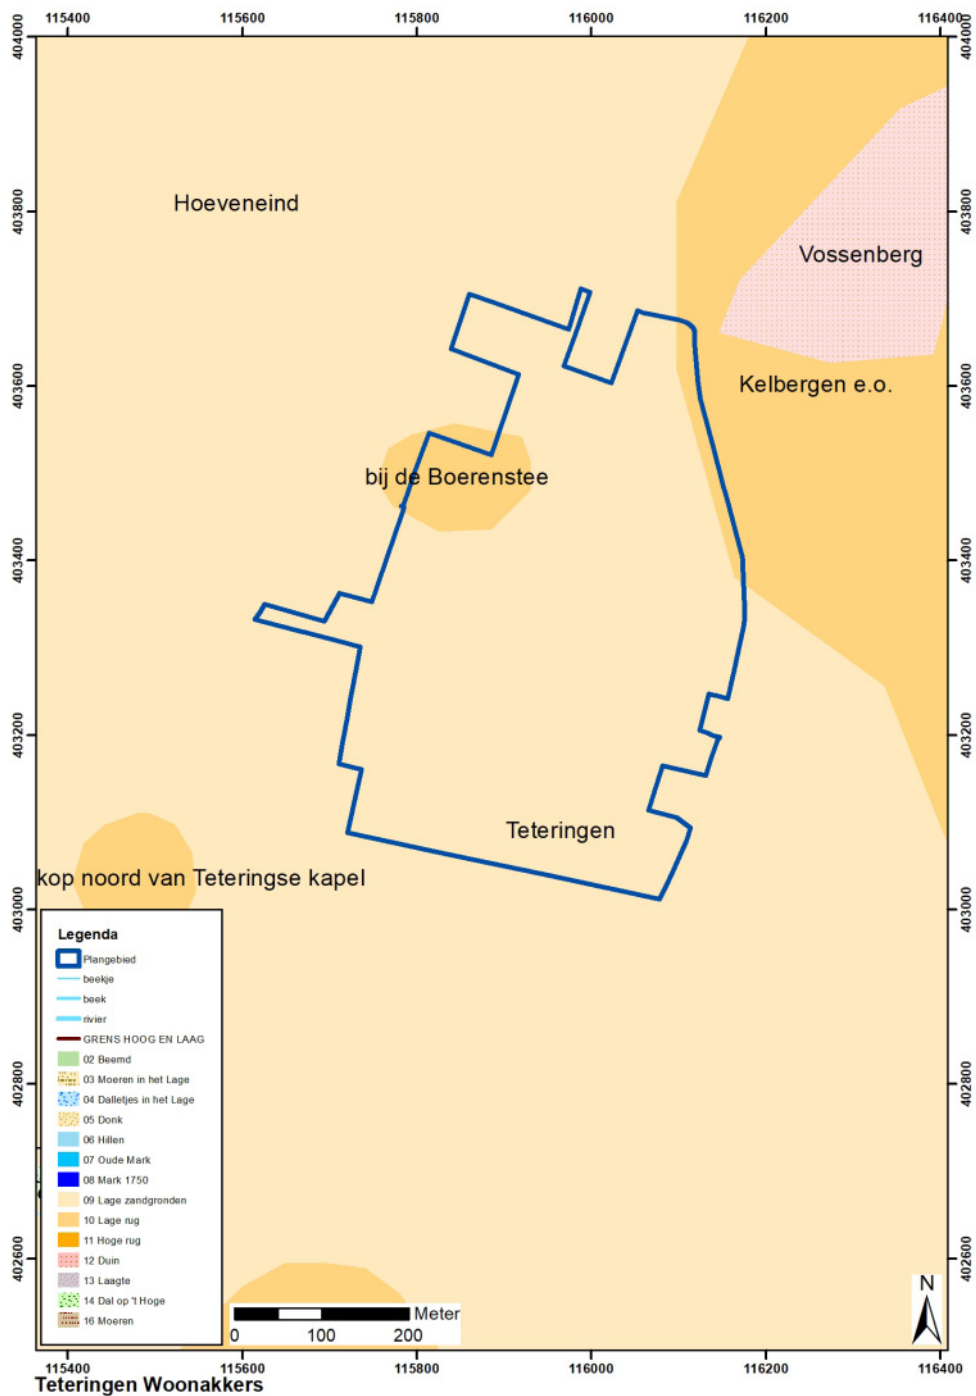 115400 115600 115800 116000 116200 116400
404000 404000
Hoeveneind
403800 403800
Vossenberg
403600 403600
Kelbergen e.o.
bij de Boerenstee
403400 403400
403200 403200
Teteringen
kop noord van Teteringse kapel
403000 403000
Legenda
Plangebied
beekje
beek
rivier
GRENS HOOG EN LAAG
02 Beemd
03 Moeren in het Lage
04 Dalletjes in het Lage
05 Donk
06 Hillen
07 Oude Mark
08 Mark 1750
09 Lage zandgronden
10 Lage rug
11 Hoge rug
12 Duin
13 Laagte
14 Dal op 't Hoge
16 Moeren
402800 402800
402600 402600
N
Meter
0 100 200
115400 115600 115800 116000 116200 116400
Teteringen Woonakkers